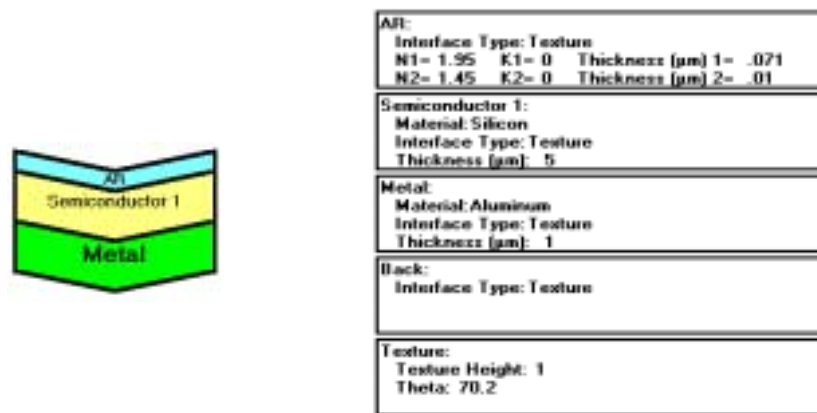 AR
Semiconductor 1
Metal
AR:
Interface Type: Texture
N1= 1.95 K1= 0 Thickness (µm) 1= .071
N2= 1.45 K2= 0 Thickness (µm) 2= .01
Semiconductor 1:
Material: Silicon
Interface Type: Texture
Thickness (µm): 5
Metal:
Material: Aluminum
Interface Type: Texture
Thickness (µm): 1
Back:
Interface Type: Texture
Texture:
Texture Height: 1
Theta: 70.2